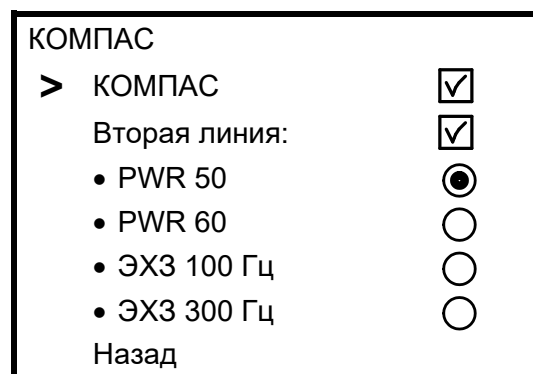 КОМПАС
> КОМПАС
Вторая линия:
• PWR 50
• PWR 60
• ЭХЗ 100 Гц
• ЭХЗ 300 Гц
Назад